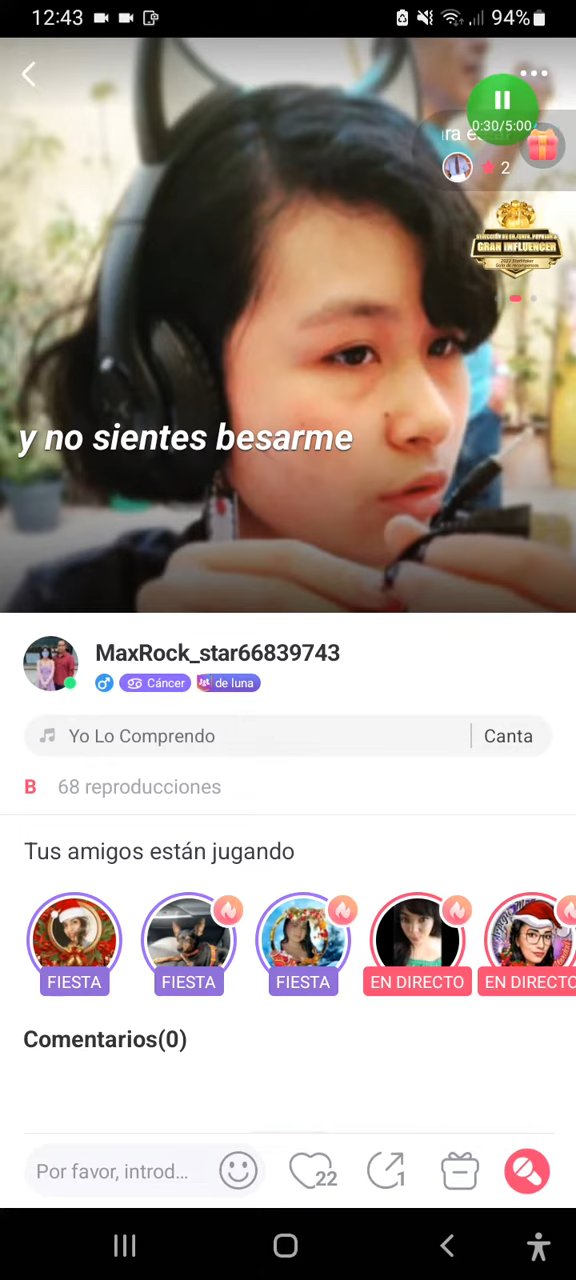 12:43
94%
0:30/5:00
2
GRAN INFLUENCER
y no sientes besarme
MaxRock_star66839743
Cáncer
de luna
Yo Lo Comprendo
Canta
B 68 reproducciones
Tus amigos están jugando
FIESTA
FIESTA
FIESTA
EN DIRECTO
EN DIRECTO
Comentarios(0)
Por favor, introd...
22
1